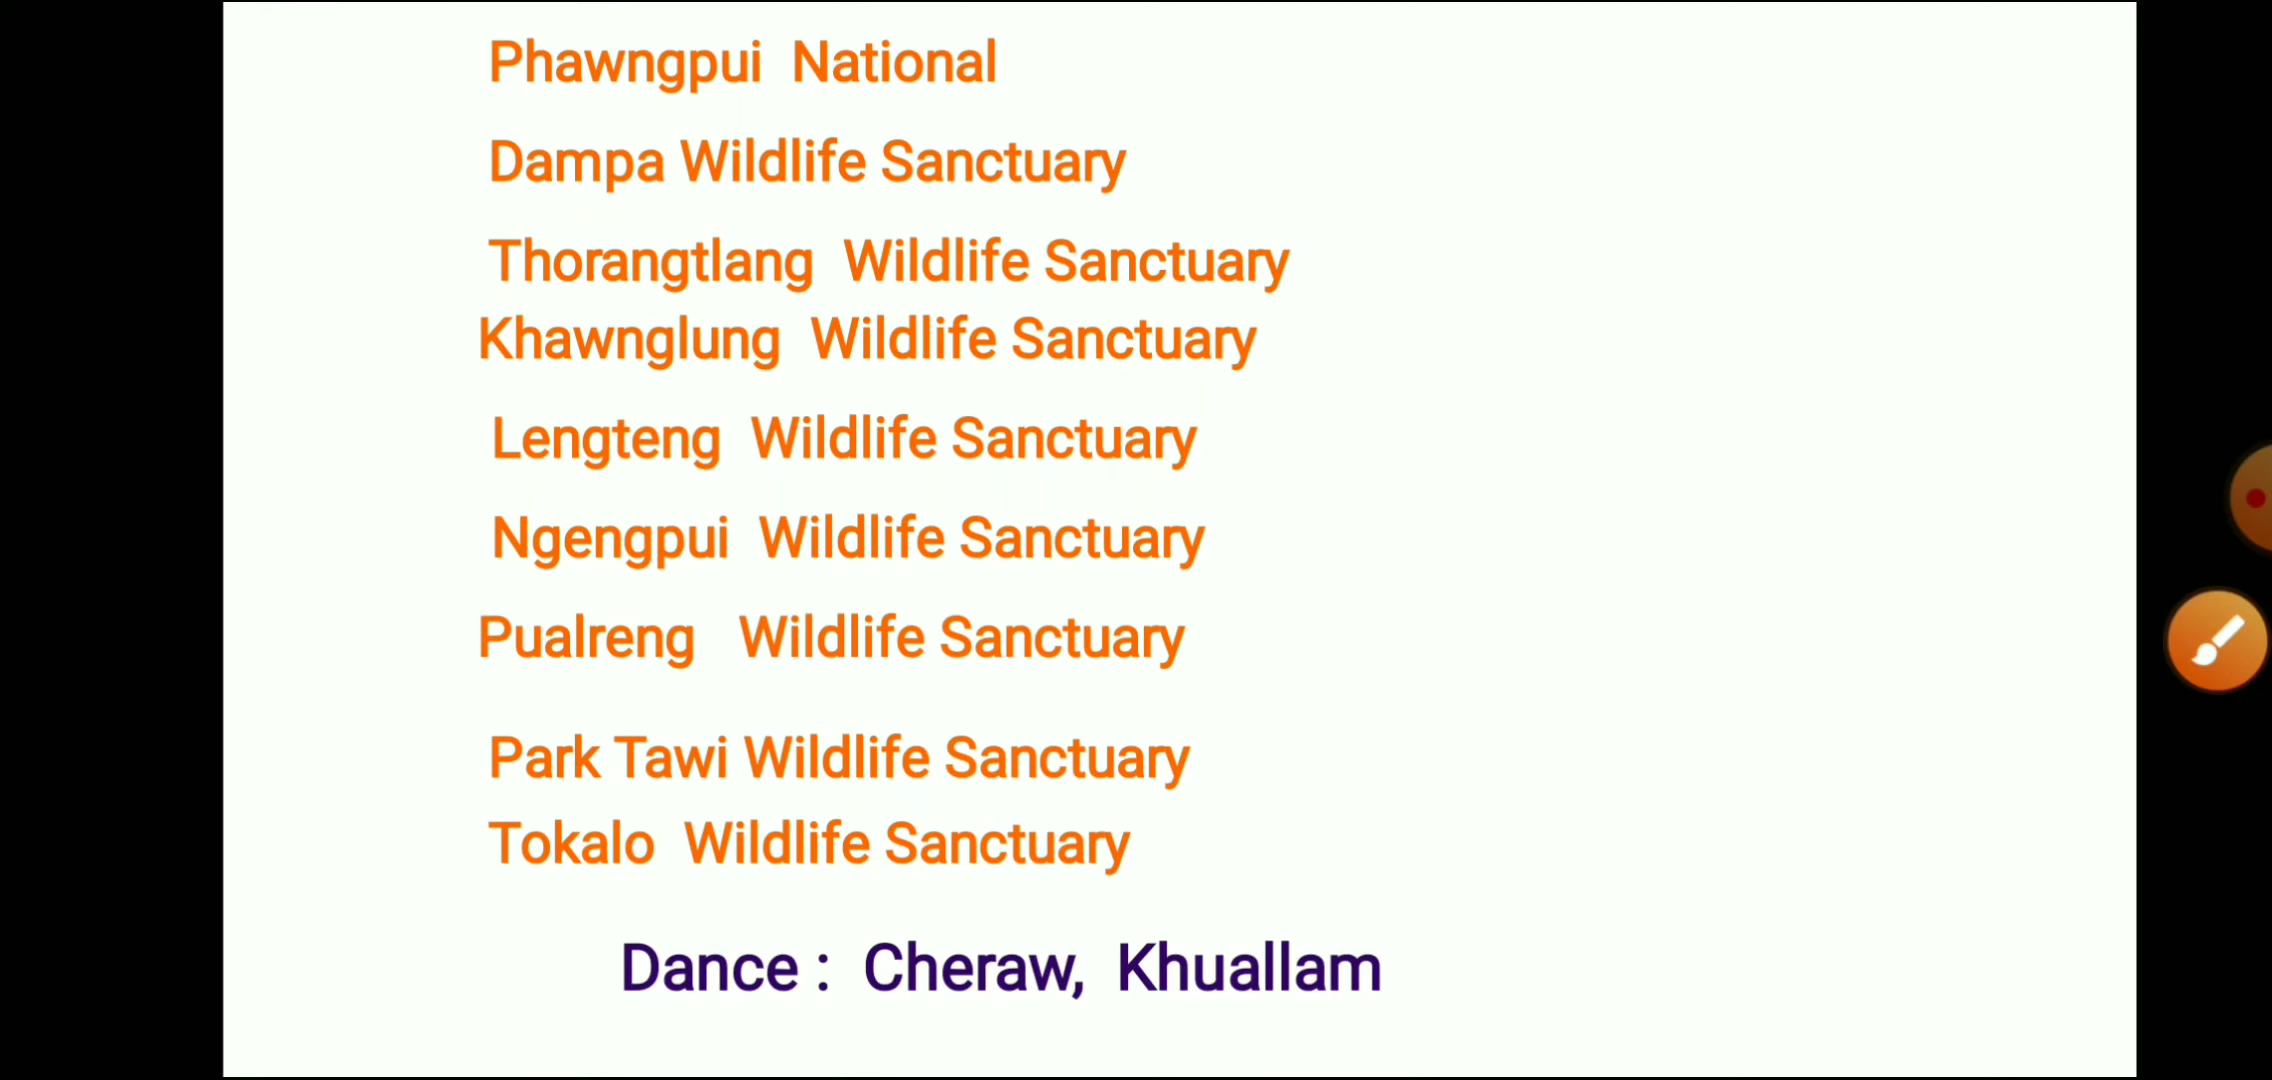 Phawngpui National
Dampa Wildlife Sanctuary
Thorangtlang Wildlife Sanctuary
Khawnglung Wildlife Sanctuary
Lengteng Wildlife Sanctuary
Ngengpui Wildlife Sanctuary
Pualreng Wildlife Sanctuary
Park Tawi Wildlife Sanctuary
Tokalo Wildlife Sanctuary
Dance : Cheraw, Khuallam